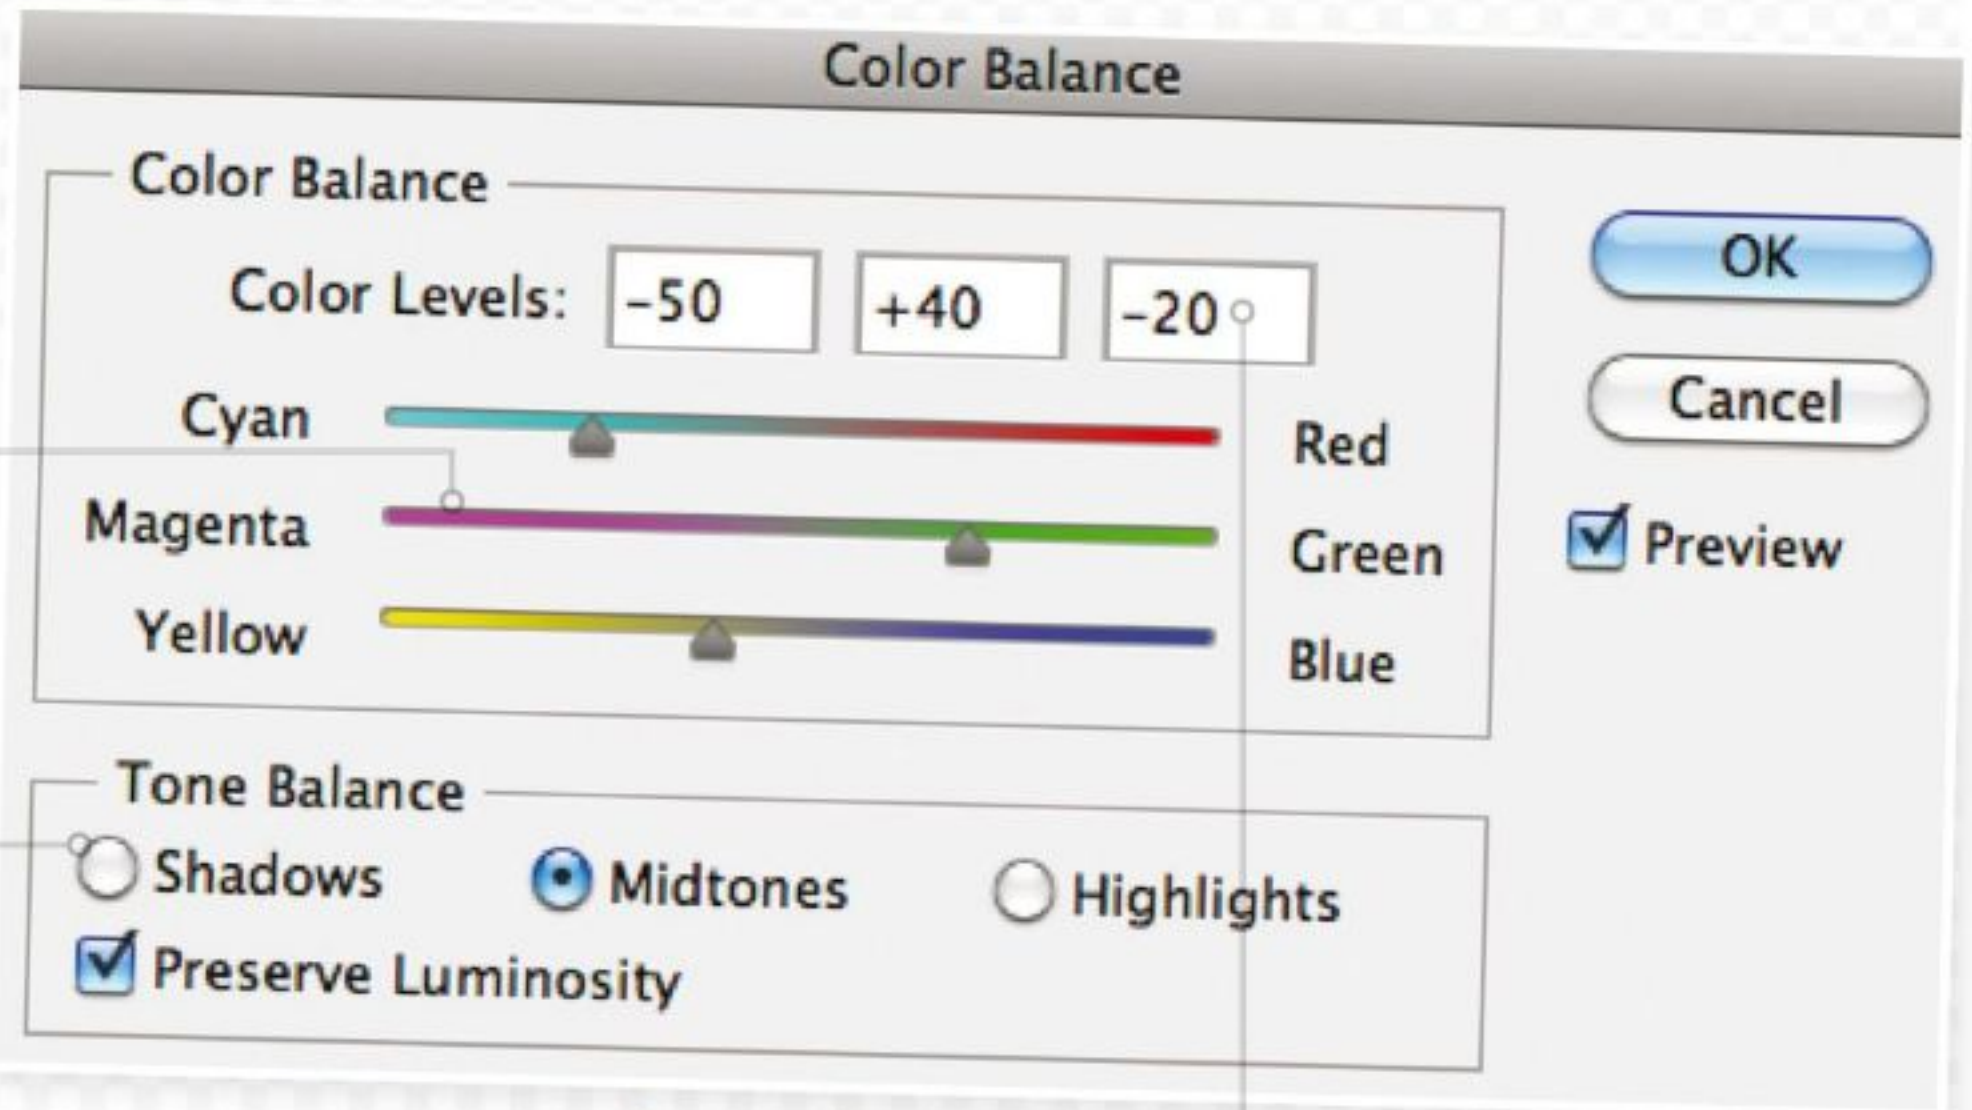 Color Balance
Color Balance
Color Levels: -50 +40 -20
OK
Cyan Red
Cancel
Magenta Green
Preview
Yellow Blue
Tone Balance
Shadows Midtones Highlights
Preserve Luminosity